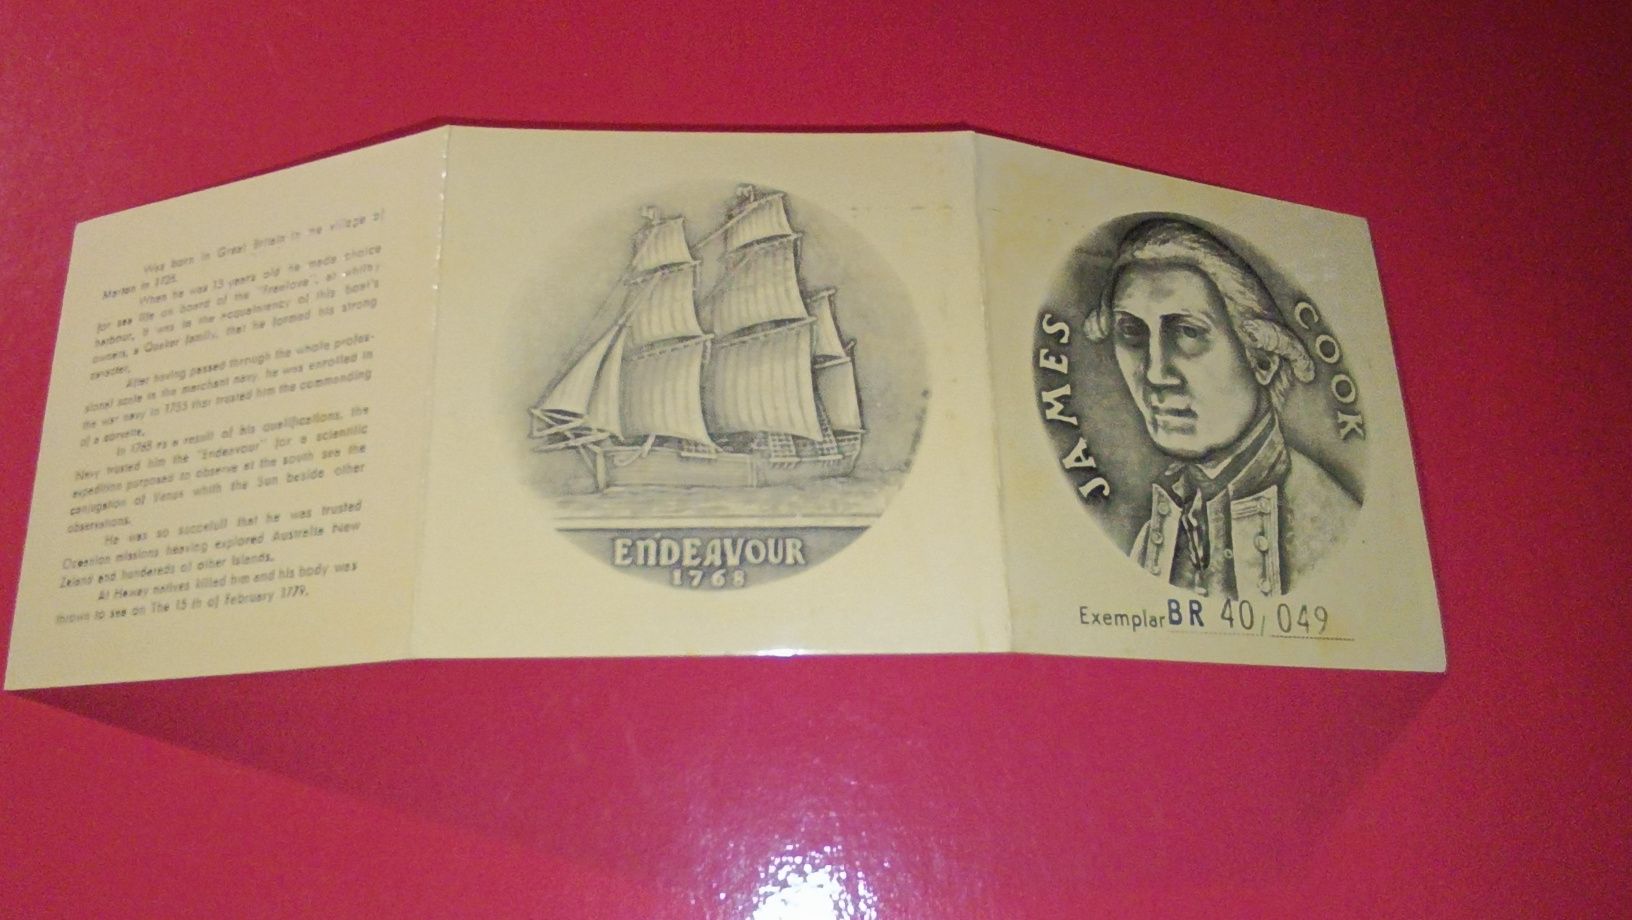 Was born in Great Britain in he village of
Marton in 1728.
When he was 13 years old he made choice
for sea life on board of the "Freelove", at whitby
harbour, it was in the acquaintancy of this boat's
owners, a Quaker family, that he formed his strong
caracter.
After having passed through the whole profes-
sional scale in the merchant navy, he was enrolled in
the war navy in 1755 that trusted him the commanding
of a corvette.
In 1768 as a result of his qualifications, the
Navy trusted him the "Endeavour" for a scientific
expedition purposed to observe at the south sea the
conjugation of Venus whith the Sun beside other
observations.
He was so succefull that he was trusted
Oceanian missions heaving explored Australia New
Zeland and hundereds of other Islands.
At Hawey natives killed him and his body was
thrown to sea on The 15 th of February 1779.
ENDEAVOUR
1768
JAMES COOK
Exemplar BR 40/049